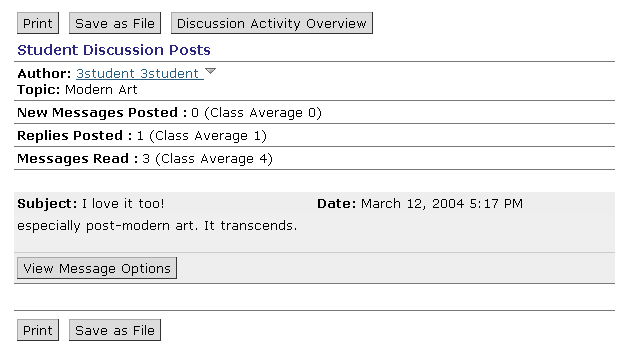 Print Save as File Discussion Activity Overview
Student Discussion Posts
Author: 3student 3student
Topic: Modern Art
New Messages Posted : 0 (Class Average 0)
Replies Posted : 1 (Class Average 1)
Messages Read : 3 (Class Average 4)
Subject: I love it too! Date: March 12, 2004 5:17 PM
especially post-modern art. It transcends.
View Message Options
Print Save as File